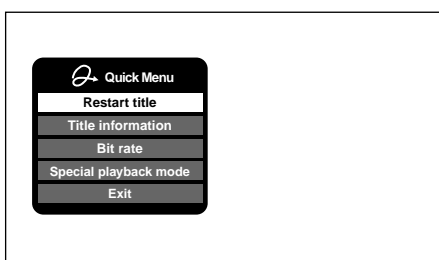 Quick Menu
Restart title
Title information
Bit rate
Special playback mode
Exit